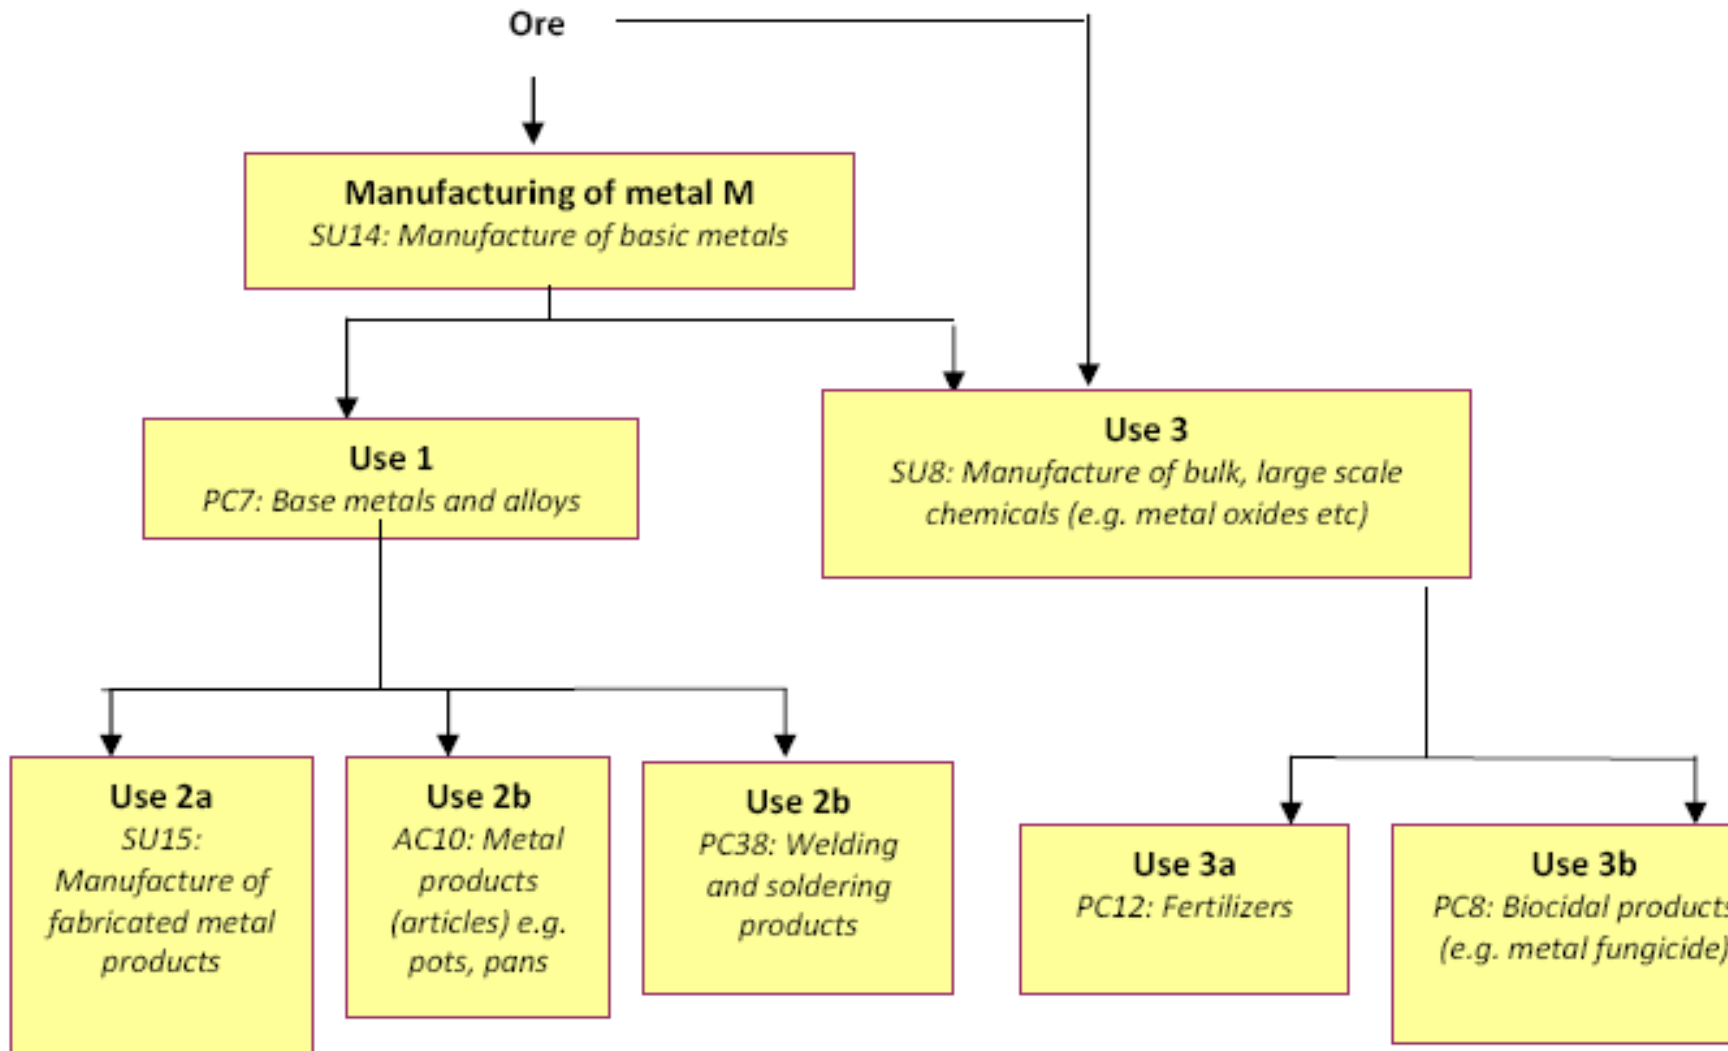 Ore
Manufacturing of metal M
SU14: Manufacture of basic metals
Use 1
PC7: Base metals and alloys
Use 3
SU8: Manufacture of bulk, large scale
chemicals (e.g. metal oxides etc)
Use 2a
SU15:
Manufacture of
fabricated metal
products
Use 2b
AC10: Metal
products
(articles) e.g.
pots, pans
Use 2b
PC38: Welding
and soldering
products
Use 3a
PC12: Fertilizers
Use 3b
PC8: Biocidal products
(e.g. metal fungicide)